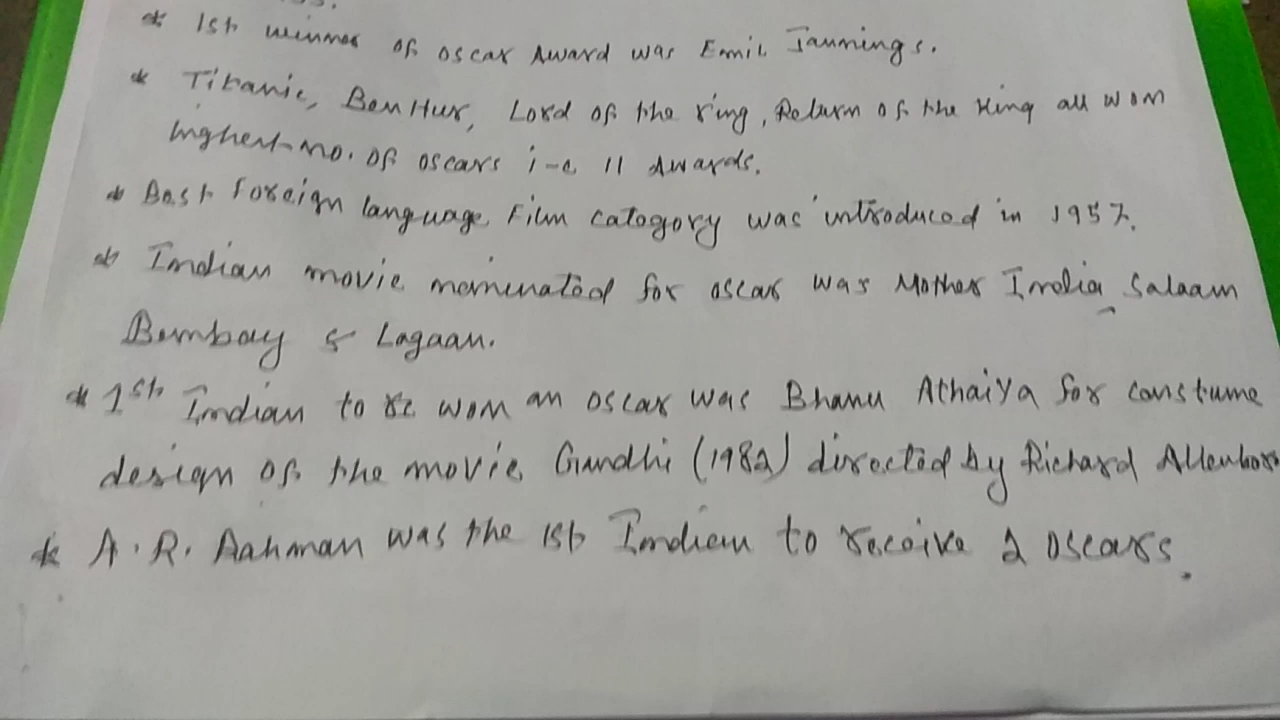 * 1st winner of oscar Award was Emil Jannings.
* Titanic, Ben Hur, Lord of the ring, Return of the King all won
highest no. of oscars i-e 11 Awards.
* Best foreign language Film catogory was introduced in 1957.
* Indian movie nominated for oscar was Mother India, Salaam
Bombay & Lagaan.
* 1st Indian to won an oscar was Bhanu Athaiya for constume
design of the movie Gandhi (1982) directed by Richard Attenboro
* A.R. Rahman was the 1st Indian to receive 2 oscars.